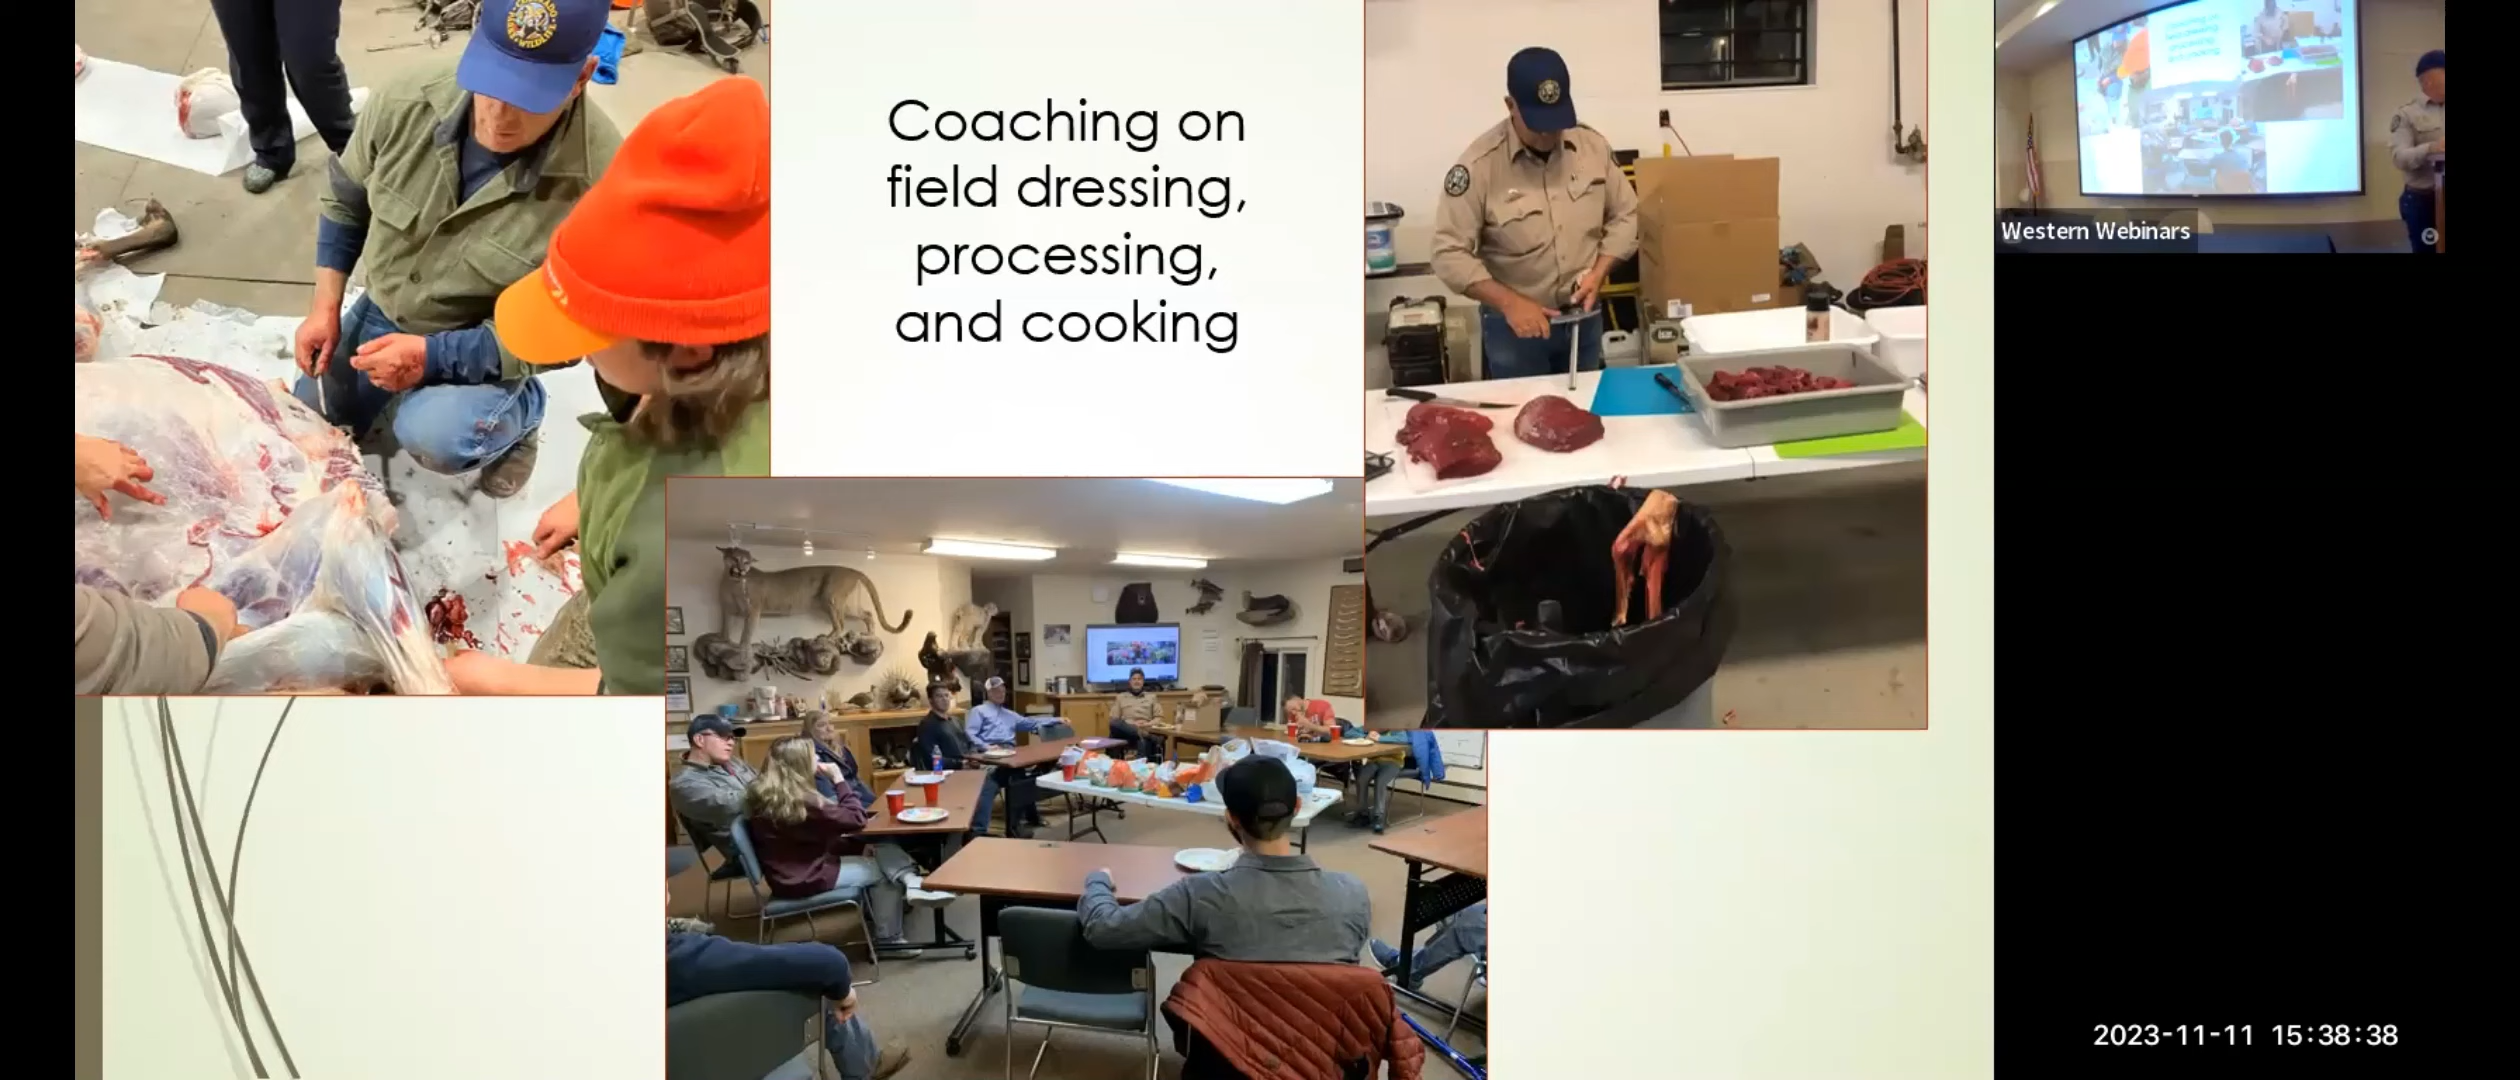 Coaching on
field dressing,
processing,
and cooking
Western Webinars
2023-11-11 15:38:38